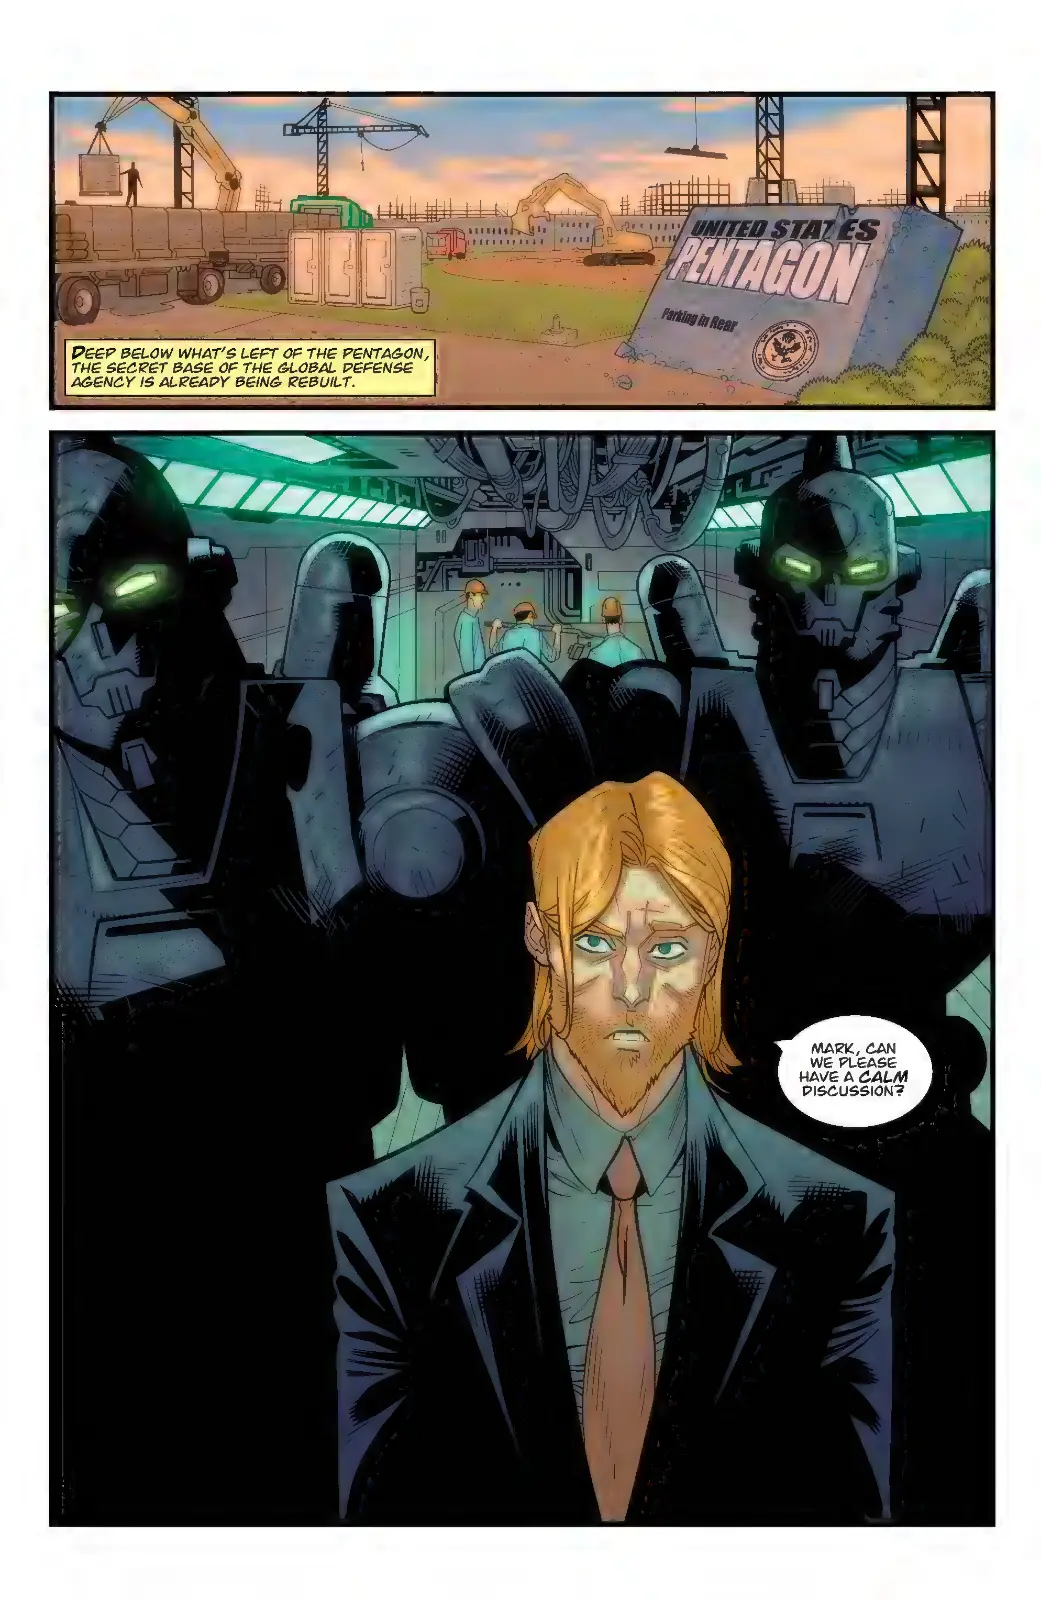 UNITED STATES
PENTAGON
Parking in Rear
DEEP BELOW WHAT'S LEFT OF THE PENTAGON,
THE SECRET BASE OF THE GLOBAL DEFENSE
AGENCY IS ALREADY BEING REBUILT.
MARK, CAN
WE PLEASE
HAVE A CALM
DISCUSSION?